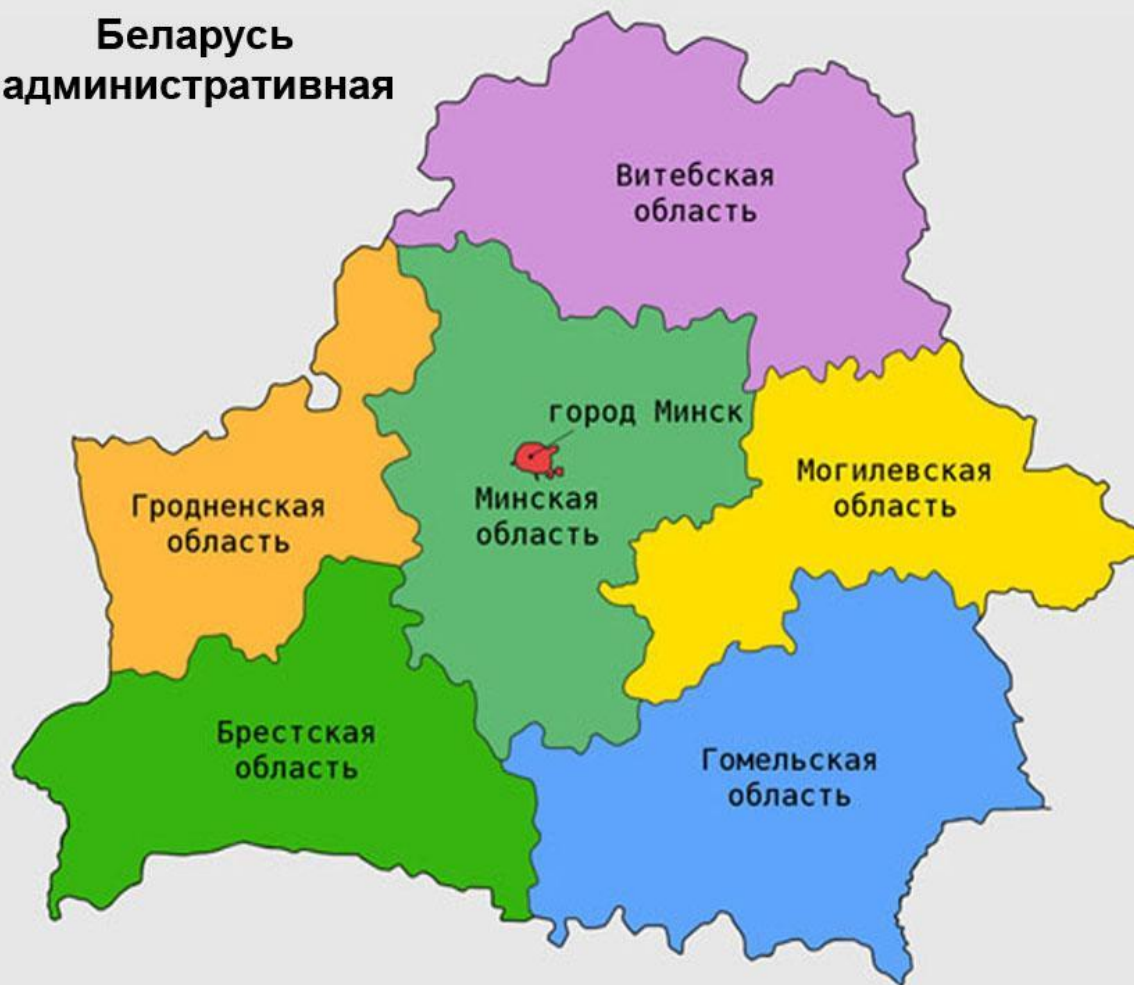 Беларусь
административная
Витебская
область
город Минск
Минская
область
Могилевская
область
Гродненская
область
Брестская
область
Гомельская
область